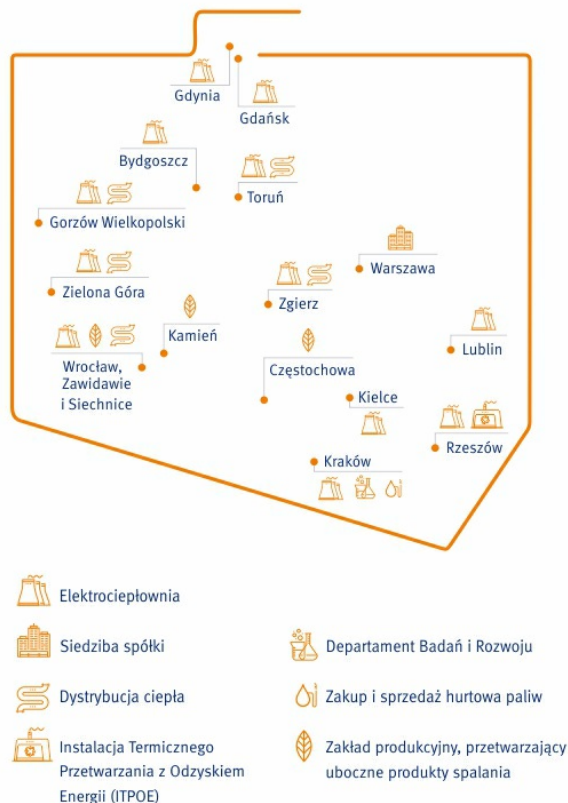 Gdynia
Gdańsk
Bydgoszcz
Toruń
Gorzów Wielkopolski
Warszawa
Zielona Góra
Zgierz
Kamień
Lublin
Wrocław,
Zawidawie
i Siechnice
Częstochowa
Kielce
Rzeszów
Kraków
Elektrociepłownia
Siedziba spółki
Dystrybucja ciepła
Instalacja Termicznego
Przetwarzania z Odzyskiem
Energii (ITPOE)
Departament Badań i Rozwoju
Zakup i sprzedaż hurtowa paliw
Zakład produkcyjny, przetwarzający
uboczne produkty spalania